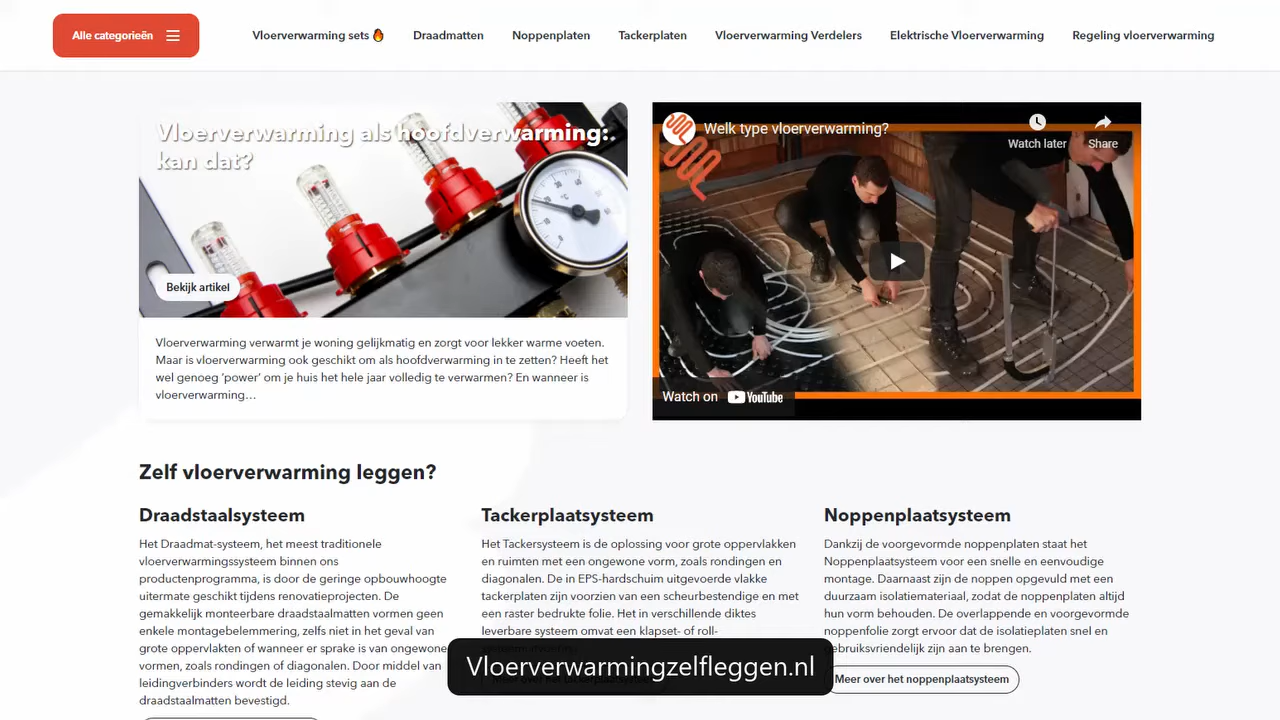 Alle categorieën
Vloerverwarming sets
Draadmatten
Noppenplaten
Tackerplaten
Vloerverwarming Verdelers
Elektrische Vloerverwarming
Regeling vloerverwarming
Vloerverwarming als hoofdverwarming:.
kan dat?
Bekijk artikel
Vloerverwarming verwarmt je woning gelijkmatig en zorgt voor lekker warme voeten.
Maar is vloerverwarming ook geschikt om als hoofdverwarming in te zetten? Heeft het
wel genoeg ‘power’ om je huis het hele jaar volledig te verwarmen? En wanneer is
vloerverwarming…
Welk type vloerverwarming?
Watch later
Share
Watch on YouTube
Zelf vloerverwarming leggen?
Draadstaalsysteem
Het Draadmat-systeem, het meest traditionele
vloerverwarmingssysteem binnen ons
productenprogramma, is door de geringe opbouwhoogte
uitermate geschikt tijdens renovatieprojecten. De
gemakkelijk monteerbare draadstaalmatten vormen geen
enkele montagebelemmering, zelfs niet in het geval van
grote oppervlakten of wanneer er sprake is van ongewone
vormen, zoals rondingen of diagonalen. Door middel van
leidingverbinders wordt de leiding stevig aan de
draadstaalmatten bevestigd.
Tackerplaatsysteem
Het Tackersysteem is de oplossing voor grote oppervlakken
en ruimten met een ongewone vorm, zoals rondingen en
diagonalen. De in EPS-hardschuim uitgevoerde vlakke
tackerplaten zijn voorzien van een scheurbestendige en met
een raster bedrukte folie. Het in verschillende diktes
leverbare systeem omvat een klapset- of roll-
Noppenplaatsysteem
Dankzij de voorgevormde noppenplaten staat het
Noppenplaatsysteem voor een snelle en eenvoudige
montage. Daarnaast zijn de noppen opgevuld met een
duurzaam isolatiemateriaal, zodat de noppenplaten altijd
hun vorm behouden. De overlappende en voorgevormde
noppenfolie zorgt ervoor dat de isolatieplaten snel en
gebruiksvriendelijk zijn aan te brengen.
Meer over het noppenplaatsysteem
Vloerverwarmingzelfleggen.nl